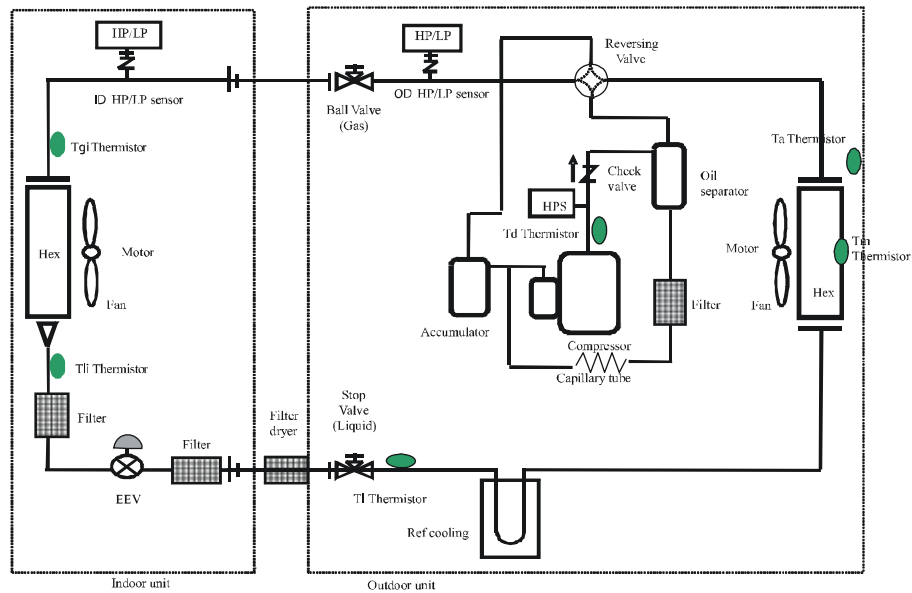 HP/LP
HP/LP
Reversing
Valve
ID HP/LP sensor
Ball Valve
(Gas)
OD HP/LP sensor
Tgi Thermistor
Ta Thermistor
Check
valve
Oil
separator
HPS
Td Thermistor
Hex
Motor
Fan
Motor
Tm
Thermistor
Fan
Hex
Accumulator
Filter
Compressor
Capillary tube
Tli Thermistor
Filter
Filter
Filter
dryer
Stop
Valve
(Liquid)
EEV
Tl Thermistor
Ref cooling
Indoor unit
Outdoor unit